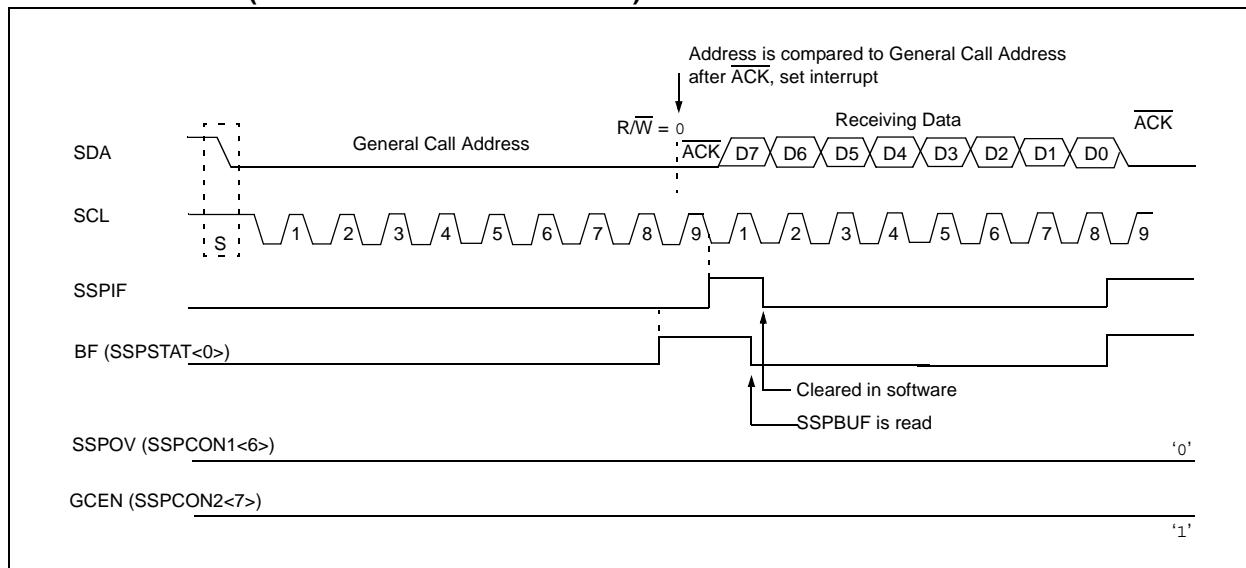 Address is compared to General Call Address
after ACK, set interrupt
R/W = 0
Receiving Data
ACK
SDA
General Call Address
ACK D7 D6 D5 D4 D3 D2 D1 D0
SCL
S 1 2 3 4 5 6 7 8 9 1 2 3 4 5 6 7 8 9
SSPIF
BF (SSPSTAT<0>)
Cleared in software
SSPBUF is read
SSPOV (SSPCON1<6>)
‘0’
GCEN (SSPCON2<7>)
‘1’